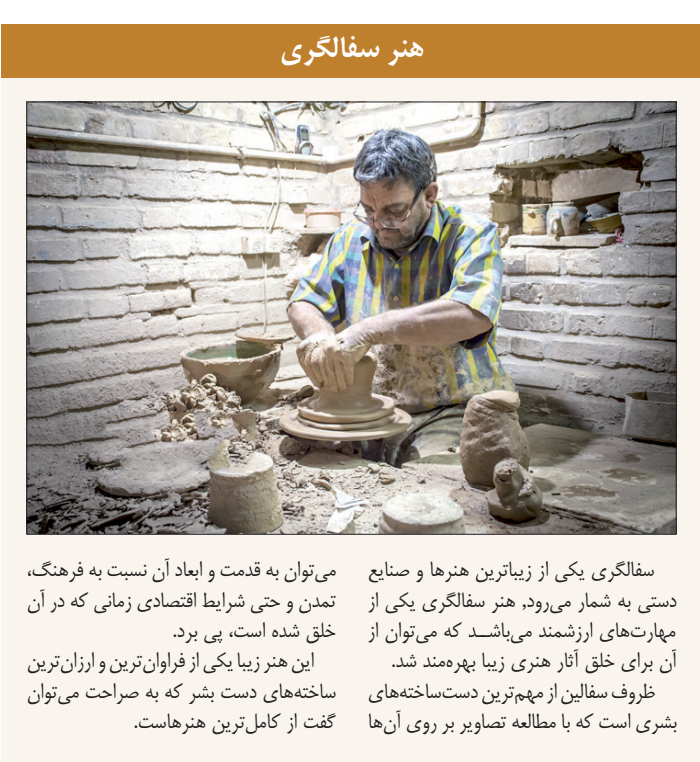 هنر سفالگری
سفالگری یکی از زیباترین هنرها و صنایع
دستی به شمار می‌رود, هنر سفالگری یکی از
مهارت‌های ارزشمند می‌باشد که می‌توان از
آن برای خلق آثار هنری زیبا بهره‌مند شد.
ظروف سفالین از مهم‌ترین دست‌ساخته‌های
بشری است که با مطالعه تصاویر بر روی آن‌ها
می‌توان به قدمت و ابعاد آن نسبت به فرهنگ،
تمدن و حتی شرایط اقتصادی زمانی که در آن
خلق شده است، پی برد.
این هنر زیبا یکی از فراوان‌ترین و ارزان‌ترین
ساخته‌های دست بشر که به صراحت می‌توان
گفت از کامل‌ترین هنرهاست.